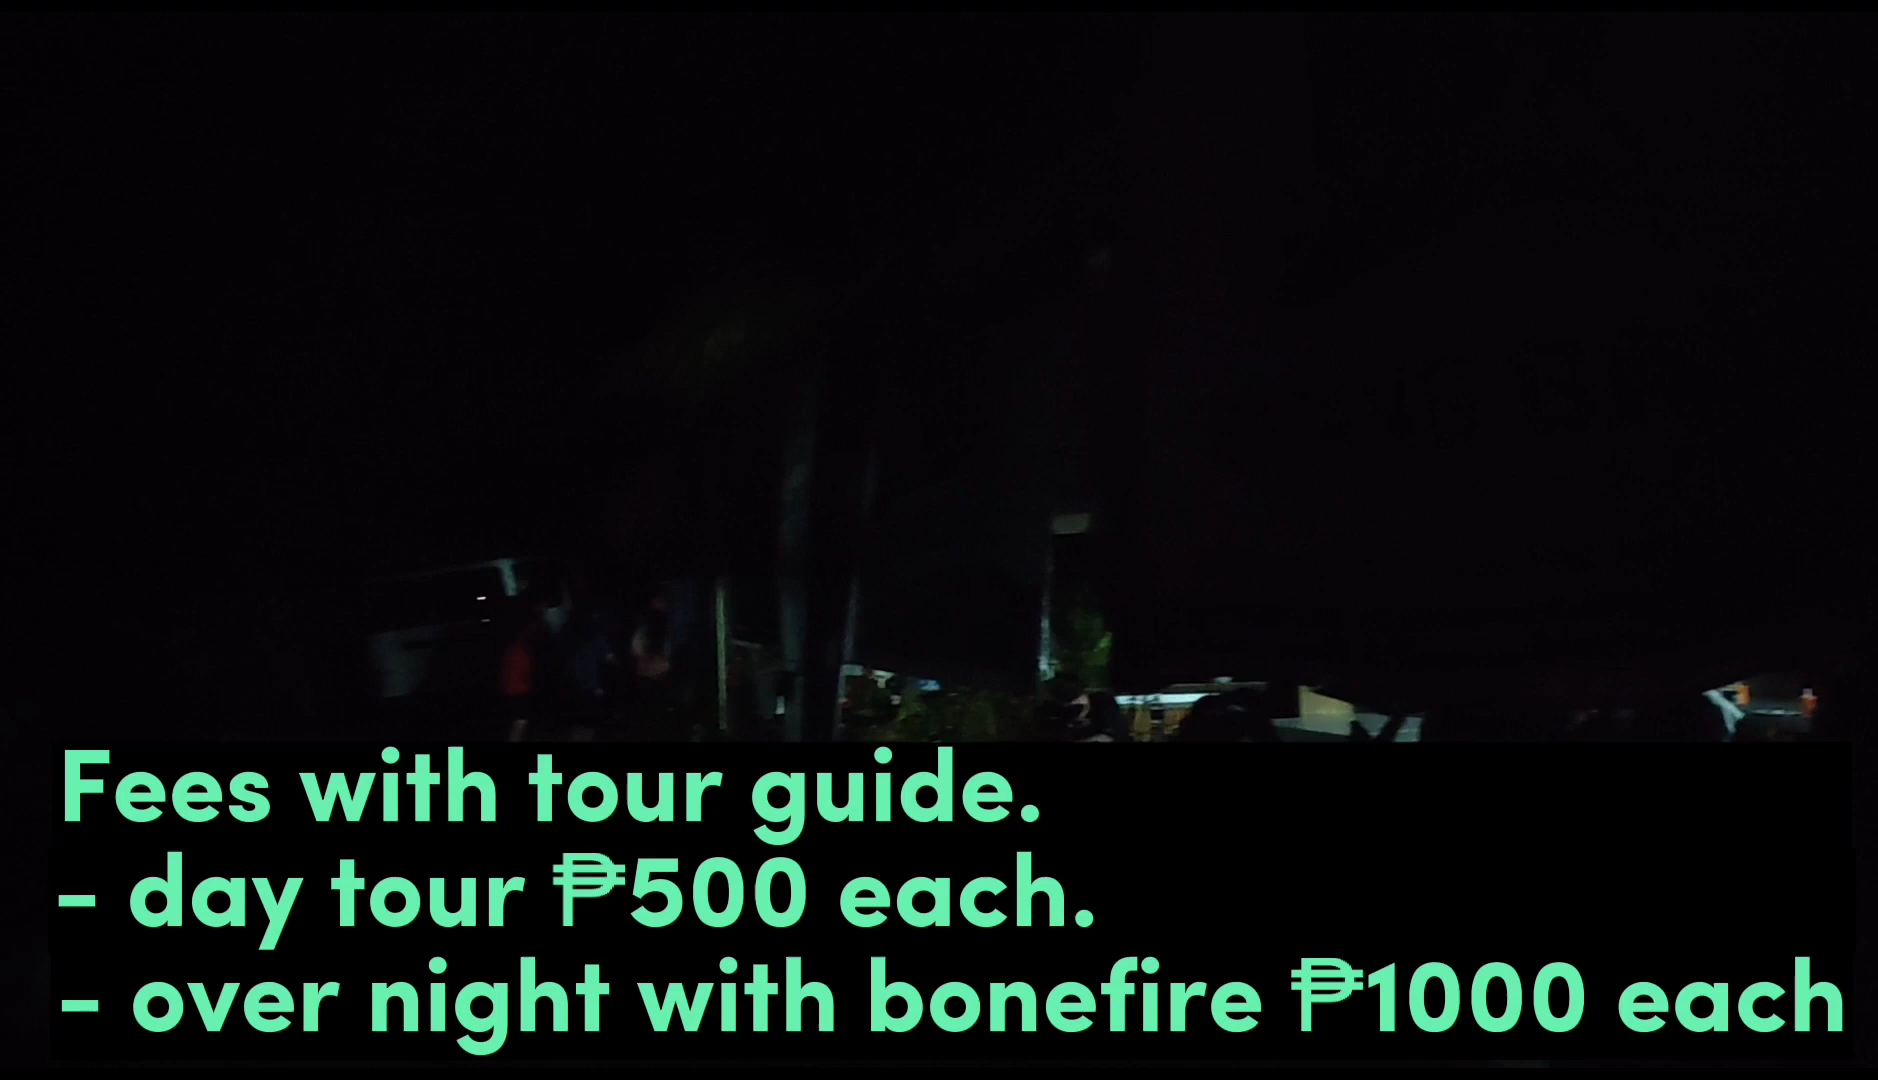 Fees with tour guide.
- day tour ₱500 each.
- over night with bonefire ₱1000 each